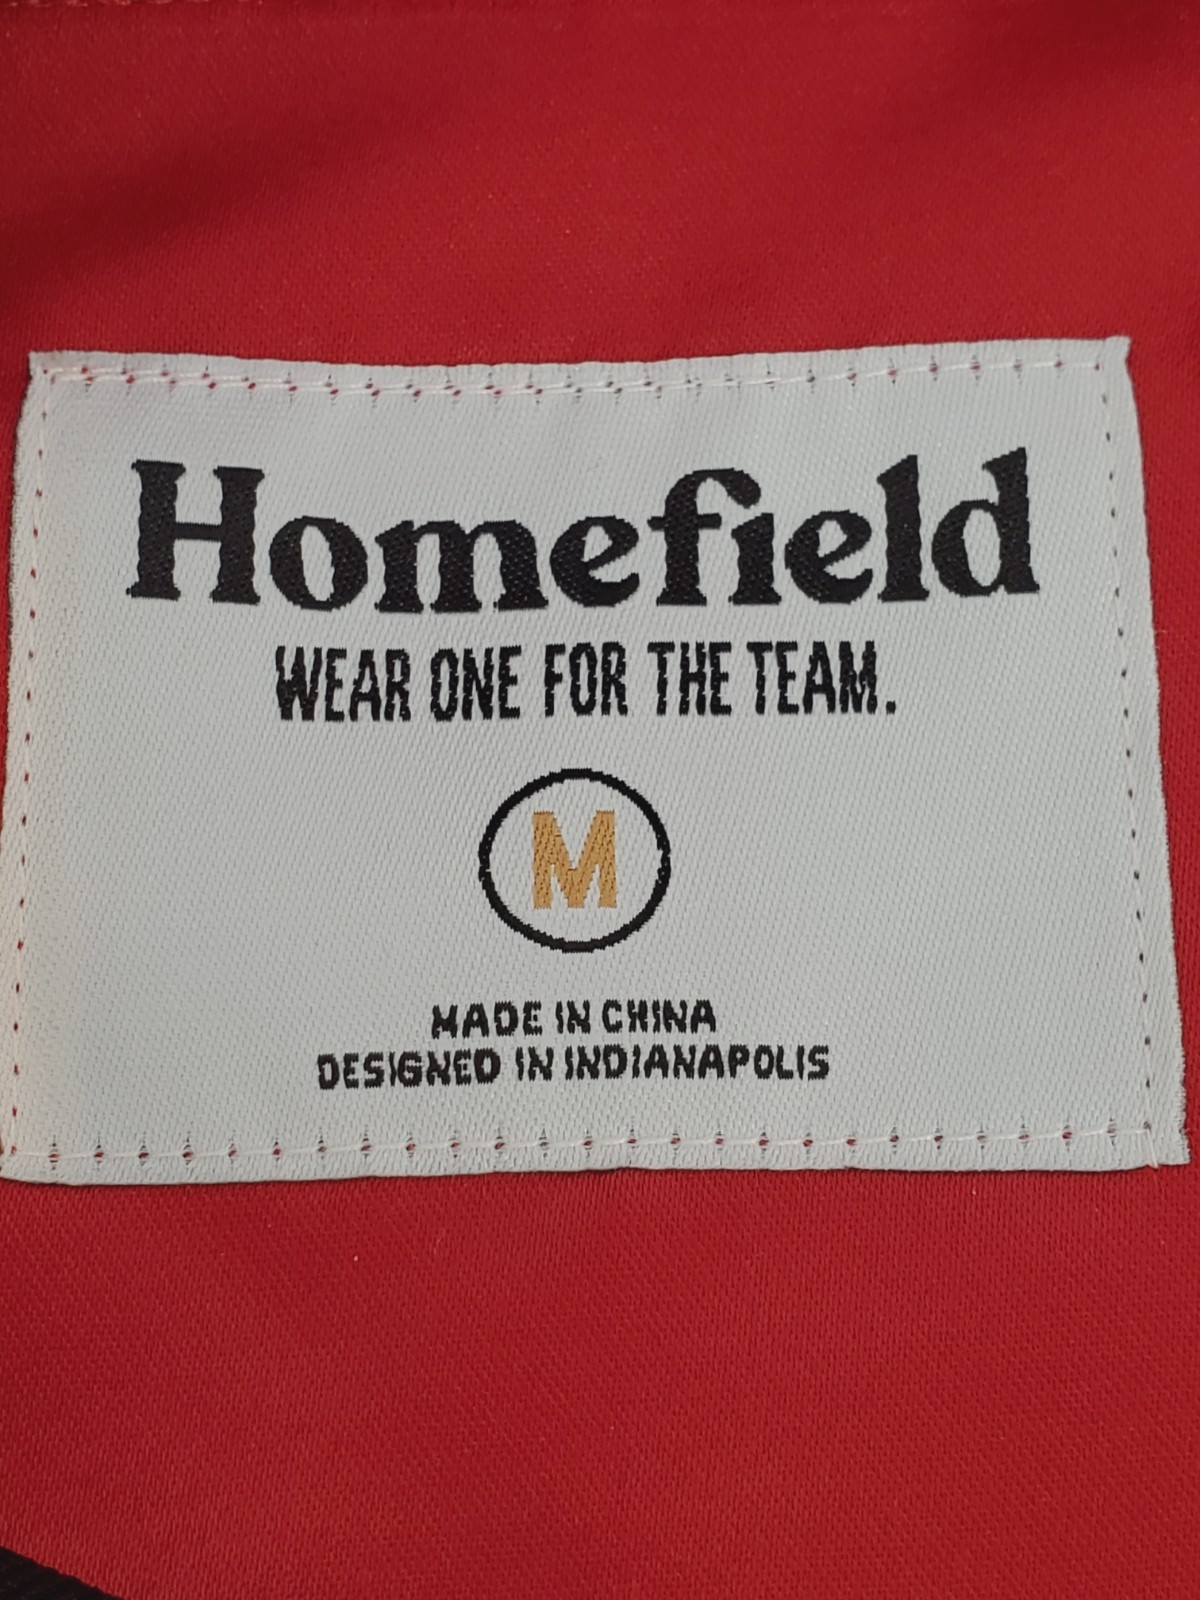 Homefield
WEAR ONE FOR THE TEAM.
M
MADE IN CHINA
DESIGNED IN INDIANAPOLIS